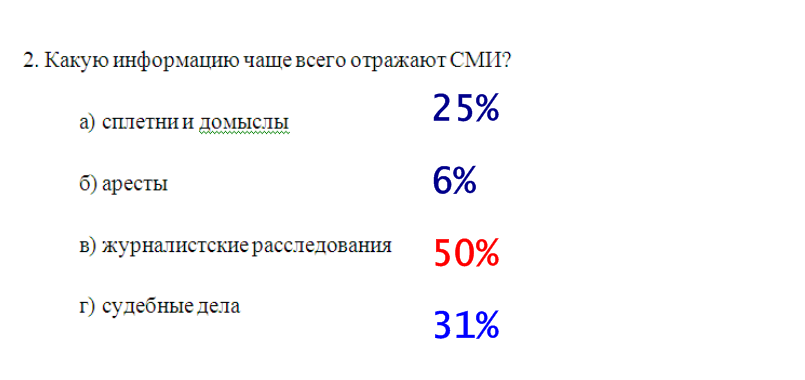 2. Какую информацию чаще всего отражают СМИ?
а) сплетни и домыслы 25%
б) аресты 6%
в) журналистские расследования 50%
г) судебные дела 31%